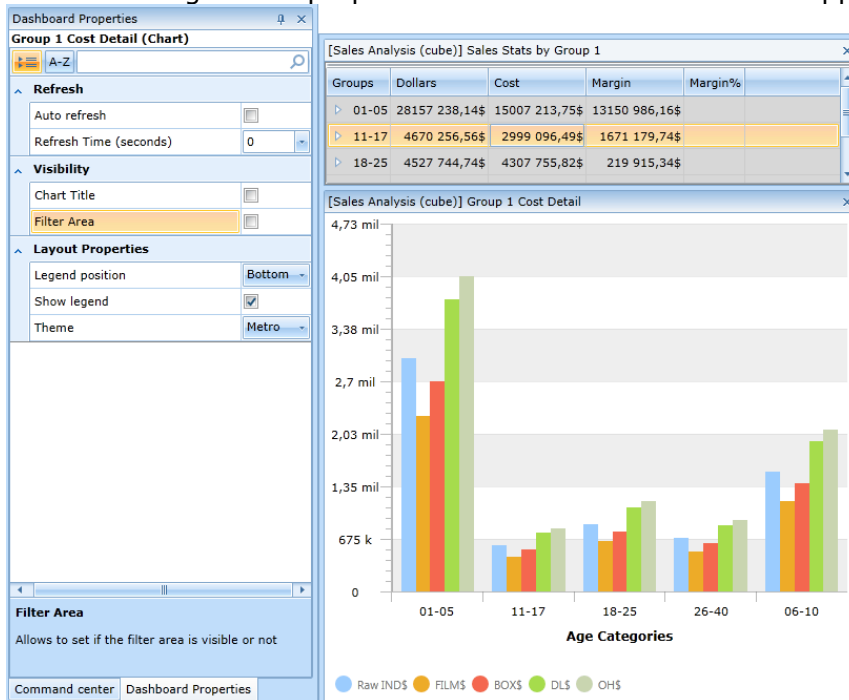 Dashboard Properties
Group 1 Cost Detail (Chart)
A-Z
Refresh
Auto refresh
Refresh Time (seconds) 0
Visibility
Chart Title
Filter Area
Layout Properties
Legend position Bottom
Show legend
Theme Metro
Filter Area
Allows to set if the filter area is visible or not
Command center Dashboard Properties
[Sales Analysis (cube)] Sales Stats by Group 1
Groups Dollars Cost Margin Margin%
01-05 28157 238,14$ 15007 213,75$ 13150 986,16$
11-17 4670 256,56$ 2999 096,49$ 1671 179,74$
18-25 4527 744,74$ 4307 755,82$ 219 915,34$
[Sales Analysis (cube)] Group 1 Cost Detail
4,73 mil
4,05 mil
3,38 mil
2,7 mil
2,03 mil
1,35 mil
675 k
0
01-05 11-17 18-25 26-40 06-10
Age Categories
Raw IND$ FILM$ BOX$ DL$ OH$